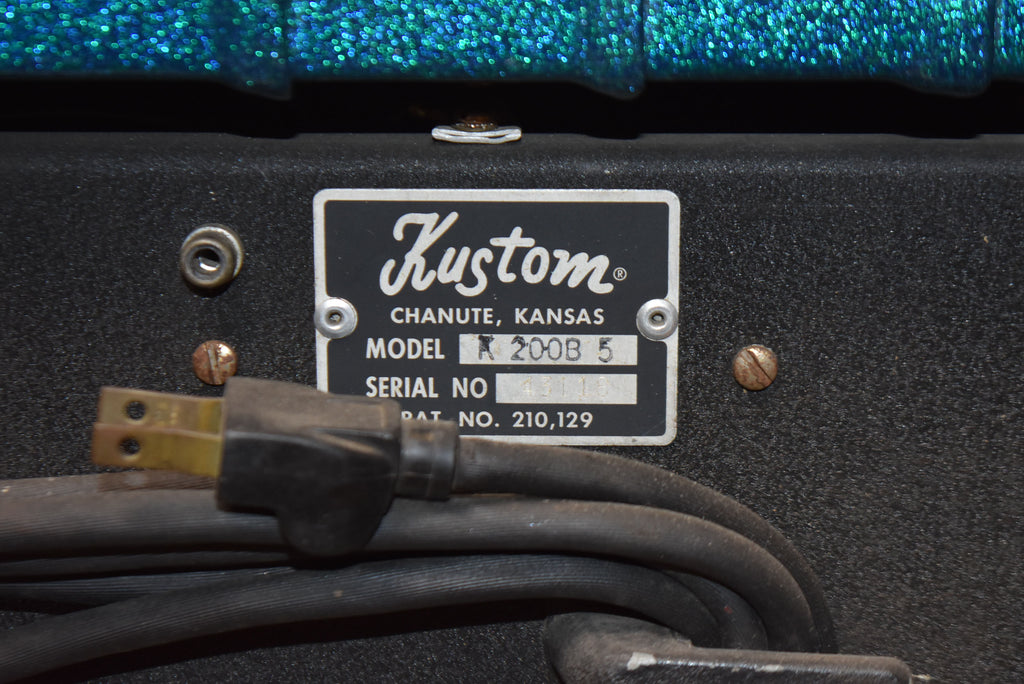 Kustom®
CHANUTE, KANSAS
MODEL K 200B 5
SERIAL NO
PAT. NO. 210,129